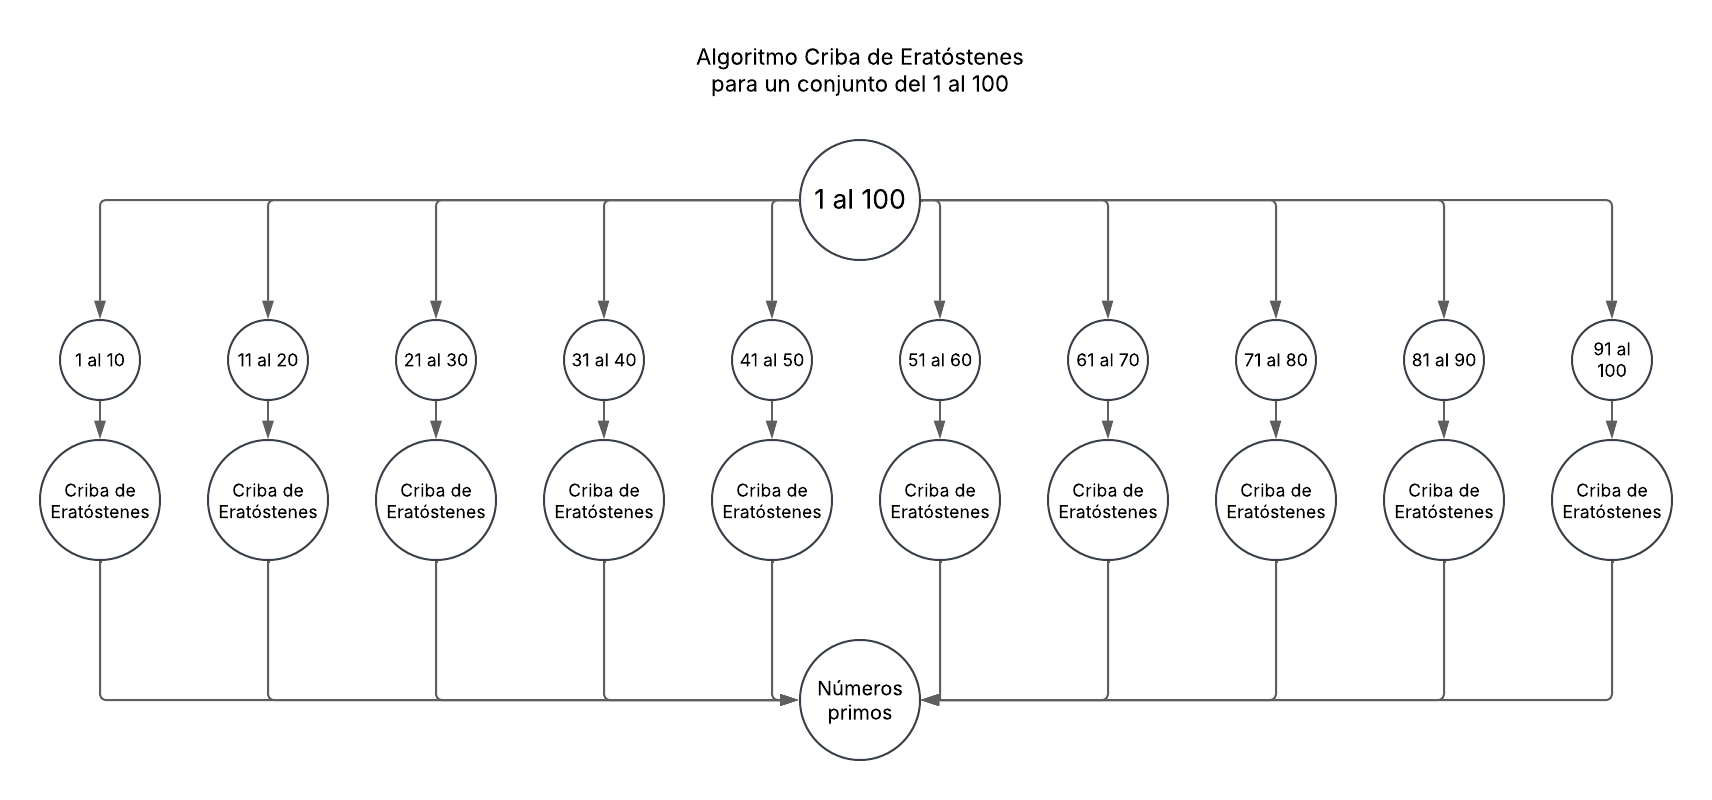 Algoritmo Criba de Eratóstenes
para un conjunto del 1 al 100
1 al 100
1 al 10
11 al 20
21 al 30
31 al 40
41 al 50
51 al 60
61 al 70
71 al 80
81 al 90
91 al
100
Criba de
Eratóstenes
Criba de
Eratóstenes
Criba de
Eratóstenes
Criba de
Eratóstenes
Criba de
Eratóstenes
Criba de
Eratóstenes
Criba de
Eratóstenes
Criba de
Eratóstenes
Criba de
Eratóstenes
Criba de
Eratóstenes
Números
primos